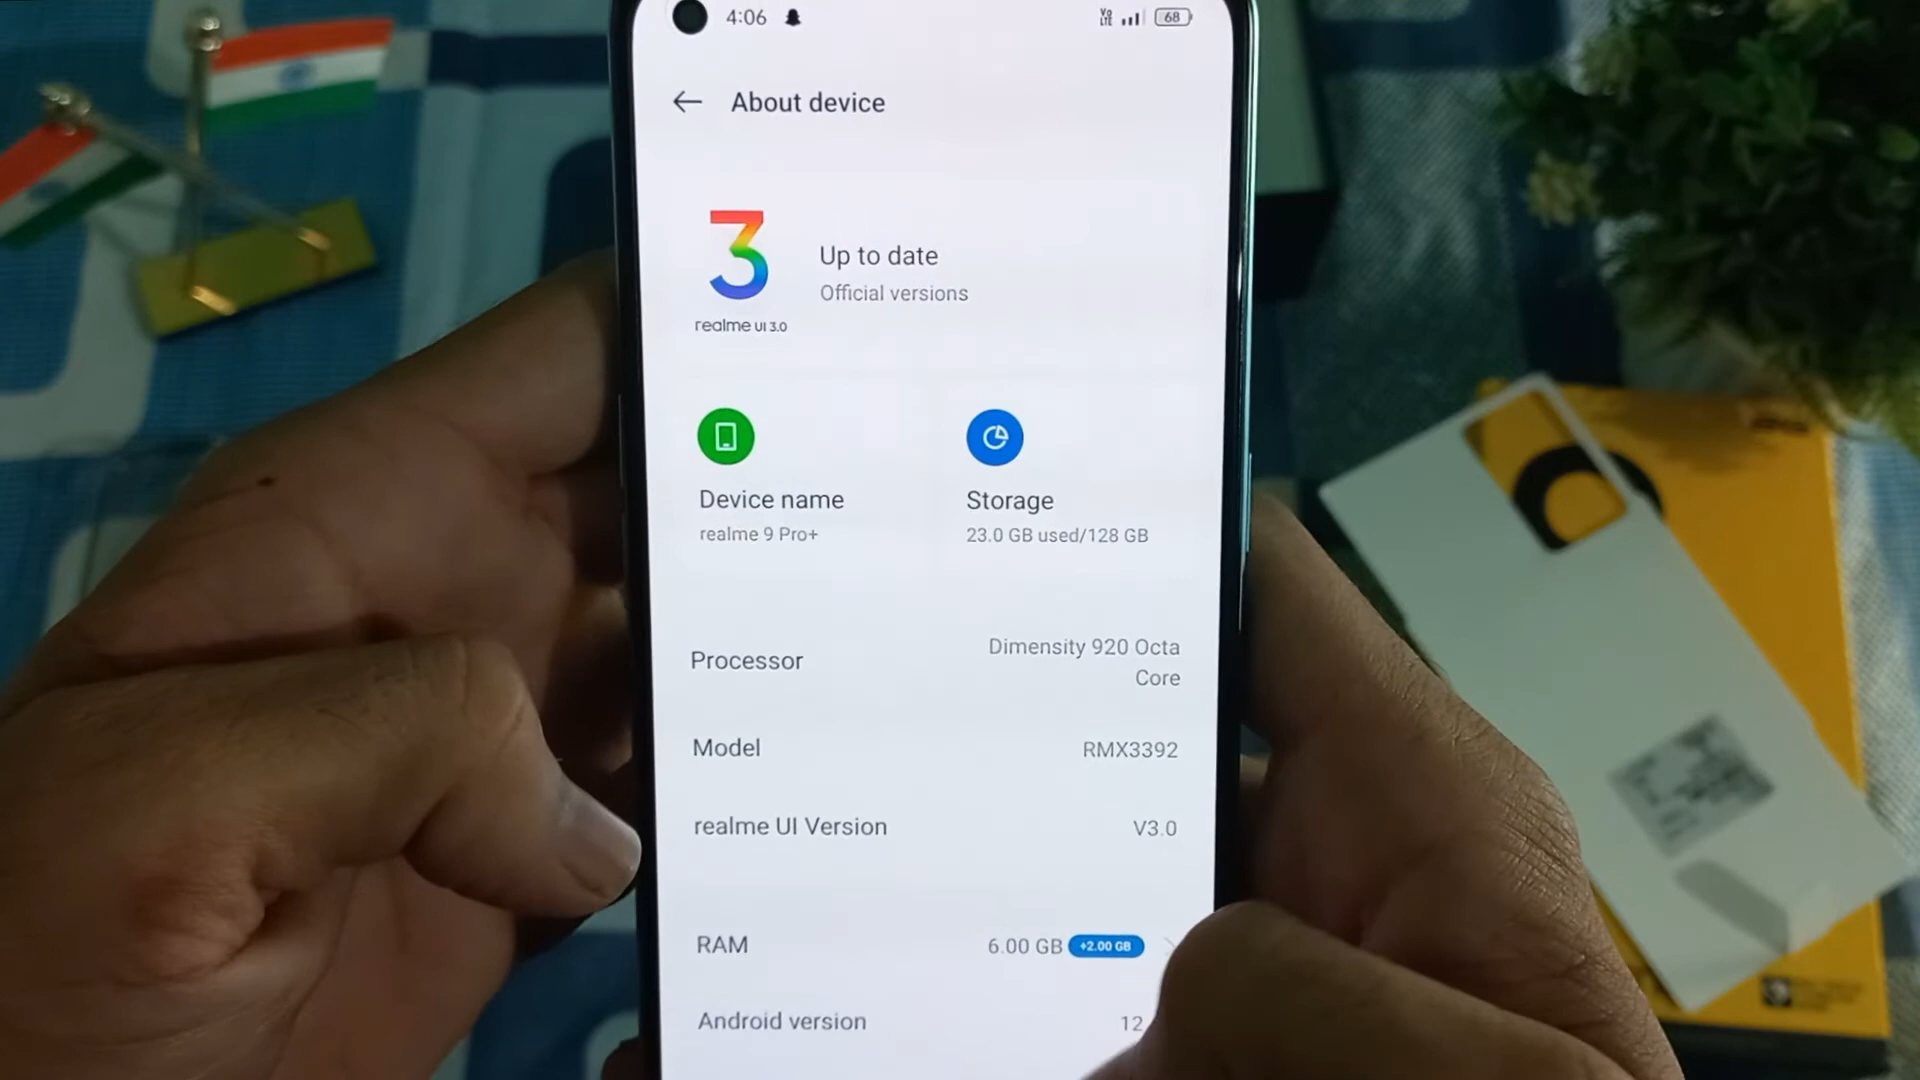 4:06
Vo
LTE
68
About device
3
realme UI 3.0
Up to date
Official versions
Device name
realme 9 Pro+
Storage
23.0 GB used/128 GB
Processor
Dimensity 920 Octa
Core
Model
RMX3392
realme UI Version
V3.0
RAM
6.00 GB +2.00 GB
Android version
12